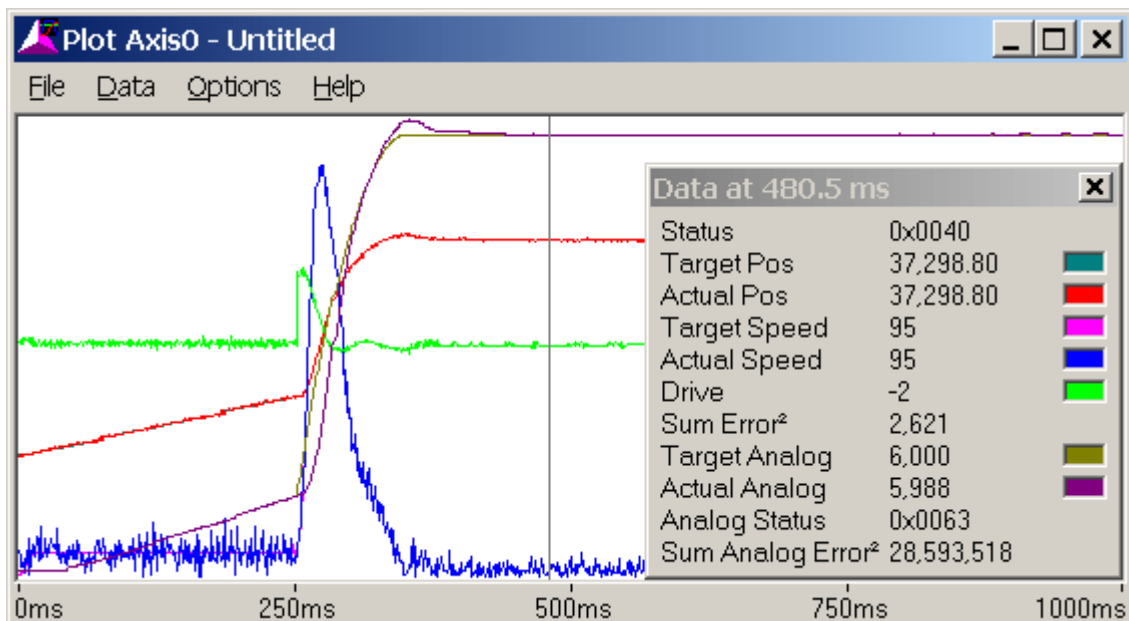 Plot Axis0 - Untitled
File Data Options Help
Data at 480.5 ms
Status 0x0040
Target Pos 37,298.80
Actual Pos 37,298.80
Target Speed 95
Actual Speed 95
Drive -2
Sum Error² 2,621
Target Analog 6,000
Actual Analog 5,988
Analog Status 0x0063
Sum Analog Error² 28,593,518
0ms 250ms 500ms 750ms 1000ms